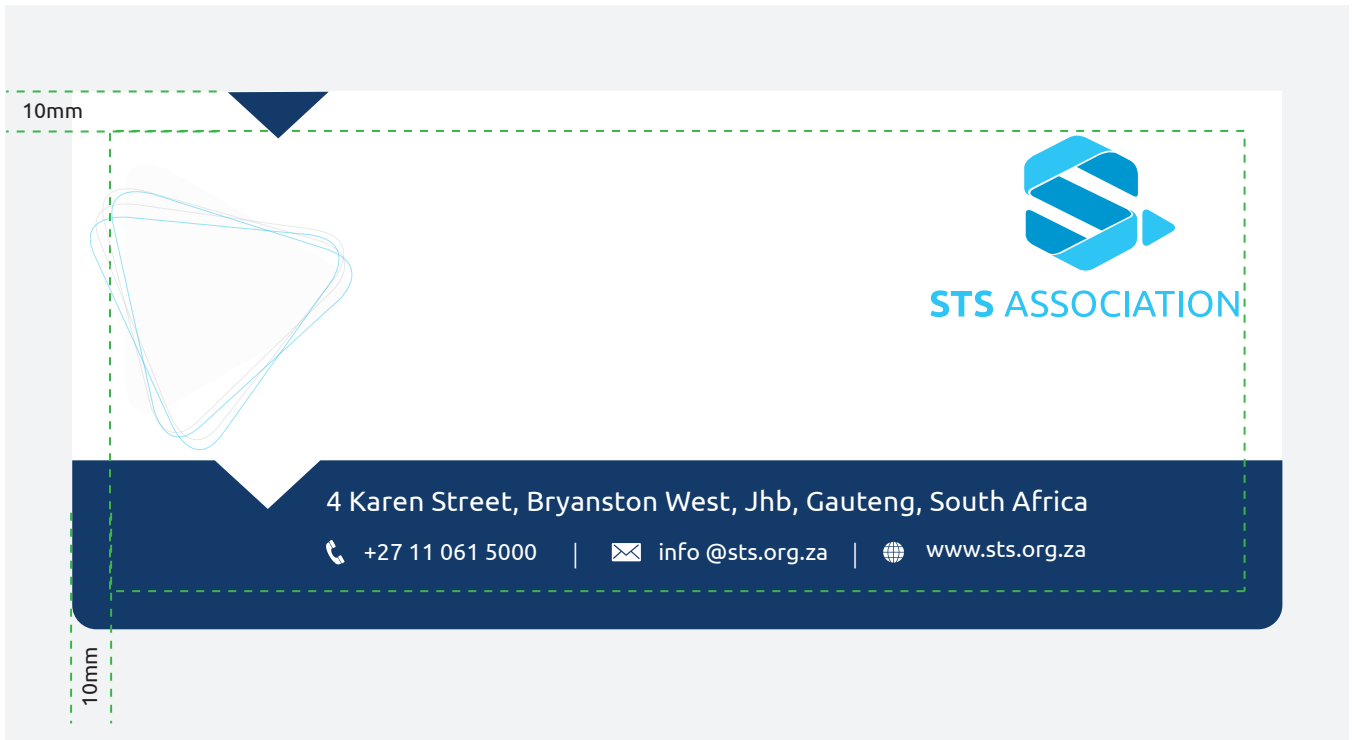 10mm
STS ASSOCIATION
4 Karen Street, Bryanston West, Jhb, Gauteng, South Africa
+27 11 061 5000 | info @sts.org.za | www.sts.org.za
10mm